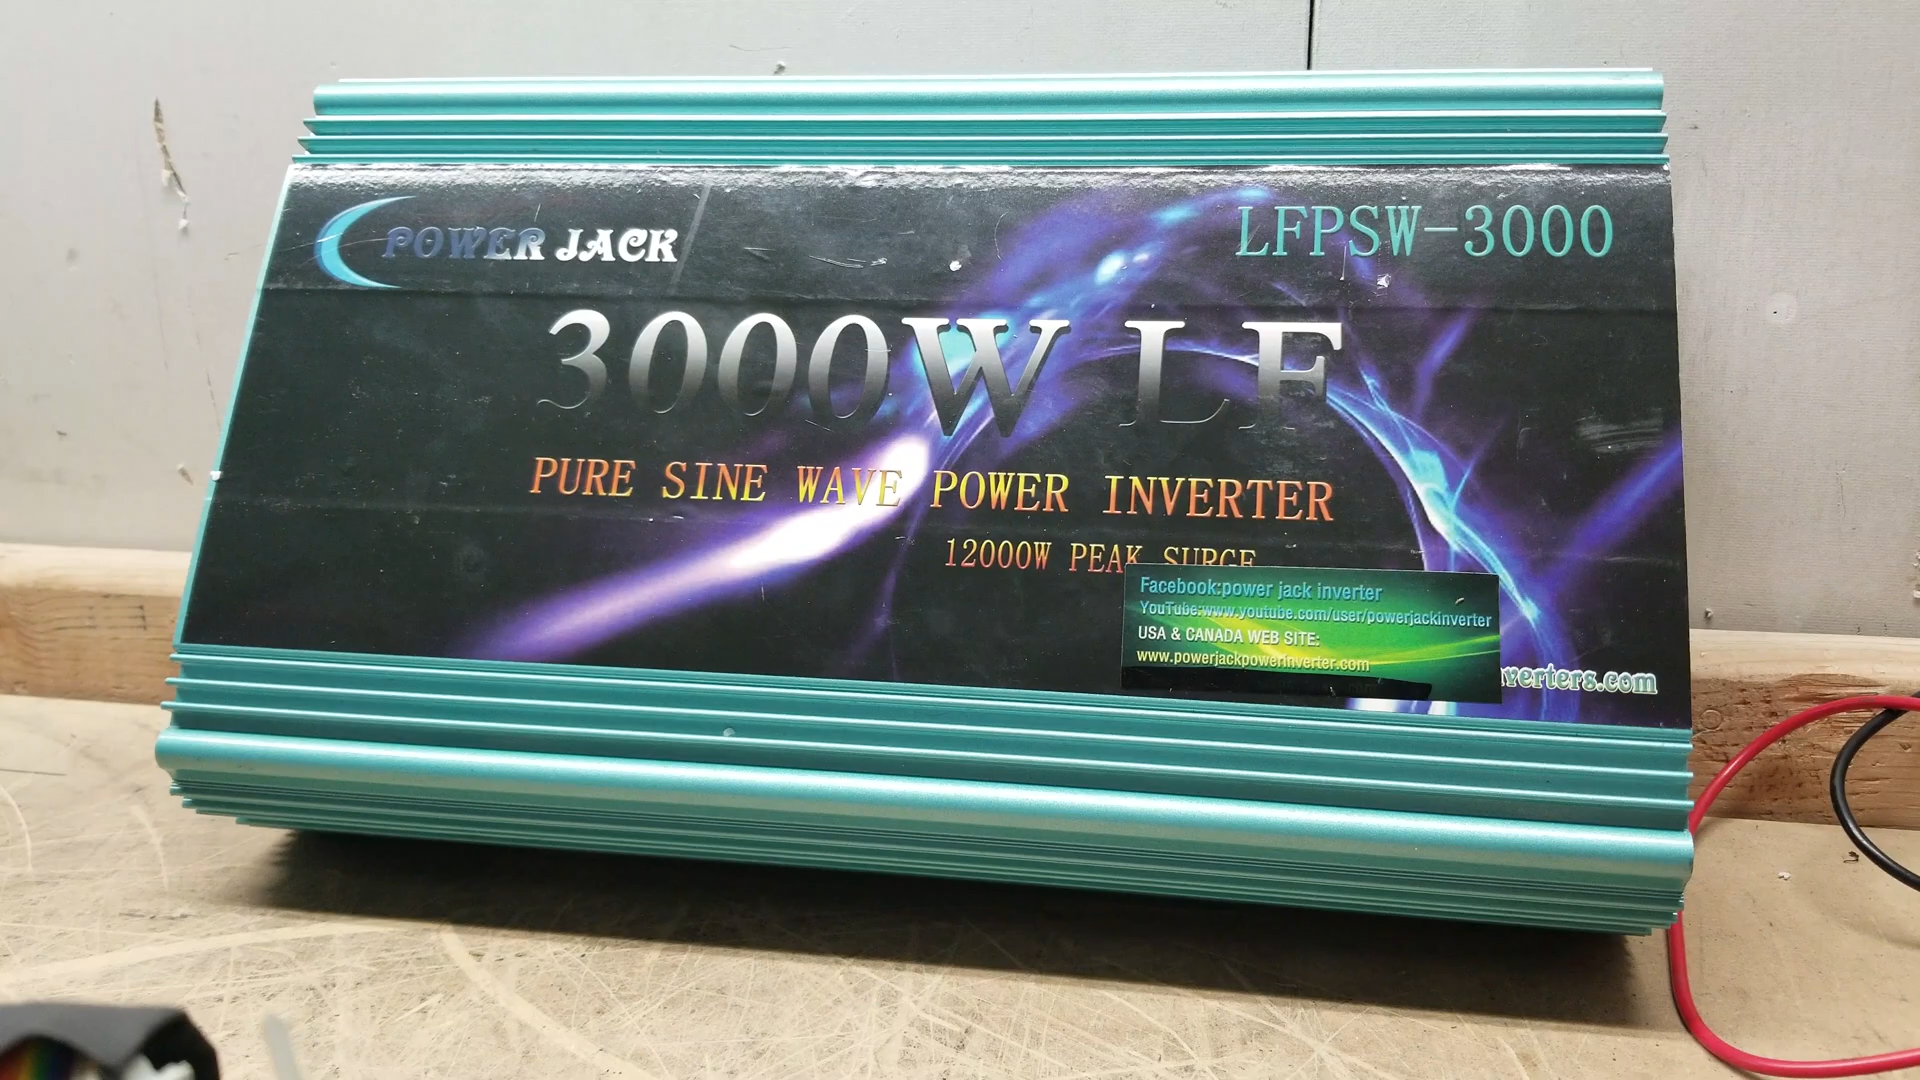 POWER JACK
LFPSW-3000
3000W LF
PURE SINE WAVE POWER INVERTER
12000W PEAK SURGE
Facebook:power jack inverter
YouTube:www.youtube.com/user/powerjackinverter
USA & CANADA WEB SITE:
www.powerjackpowerinverter.com
verters.com